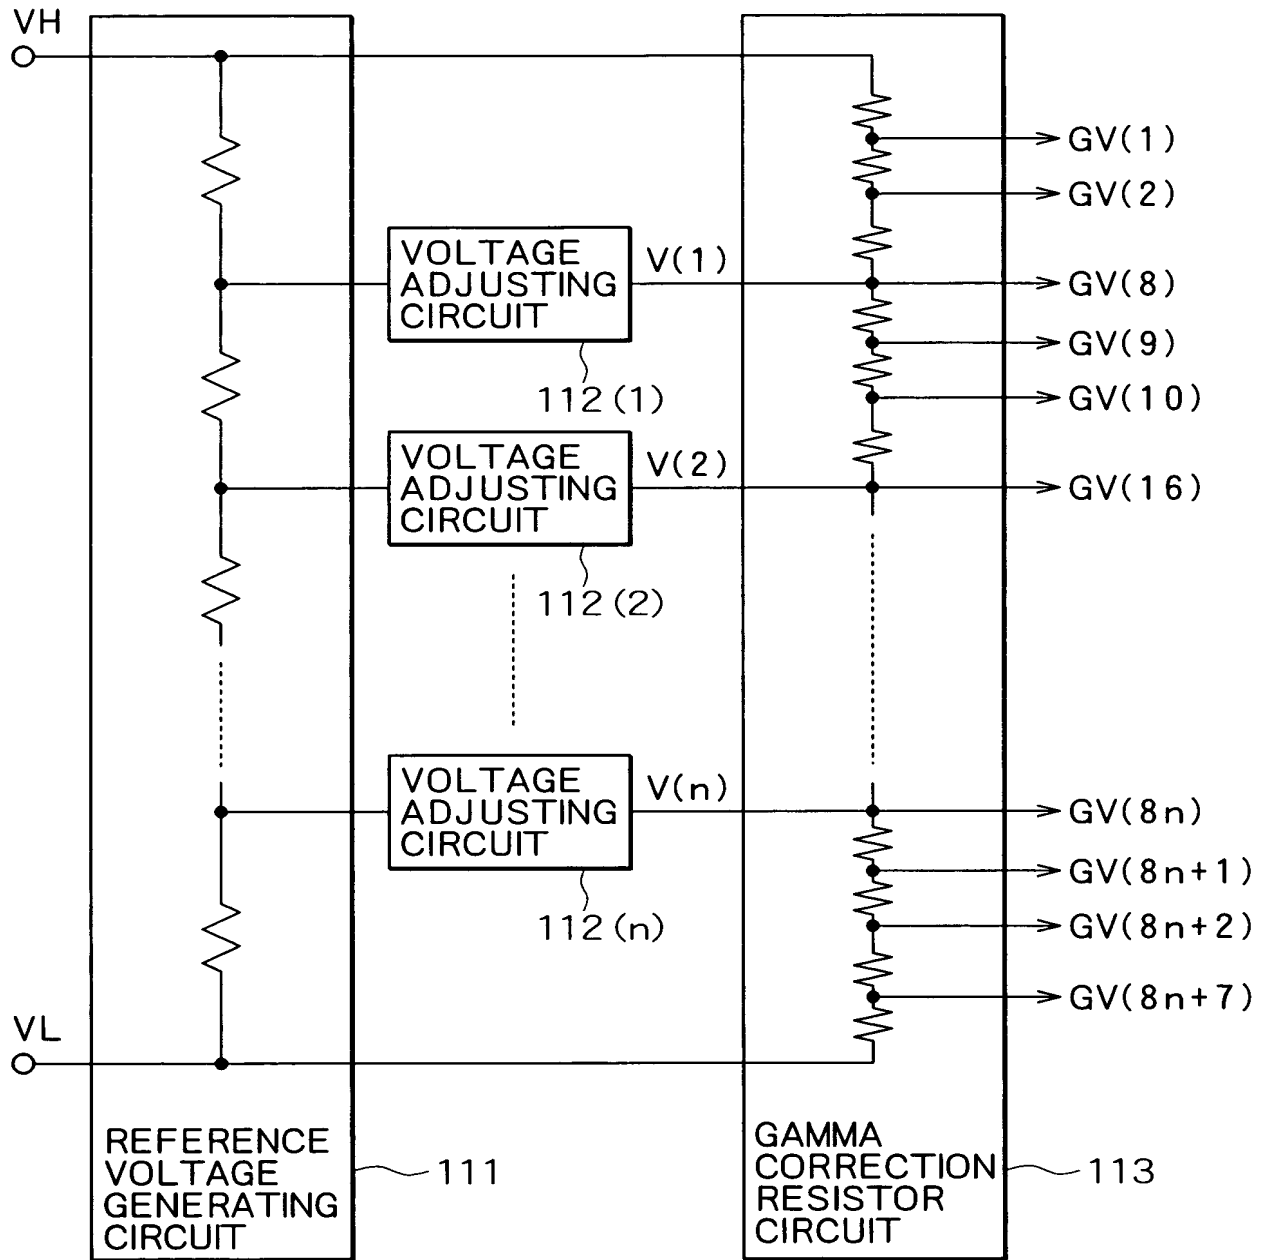 VH
GV(1)
GV(2)
VOLTAGE
ADJUSTING
CIRCUIT
V(1)
GV(8)
GV(9)
112(1)
GV(10)
VOLTAGE
ADJUSTING
CIRCUIT
V(2)
GV(16)
112(2)
VOLTAGE
ADJUSTING
CIRCUIT
V(n)
GV(8n)
GV(8n+1)
112(n)
GV(8n+2)
GV(8n+7)
VL
REFERENCE
VOLTAGE
GENERATING
CIRCUIT
111
GAMMA
CORRECTION
RESISTOR
CIRCUIT
113